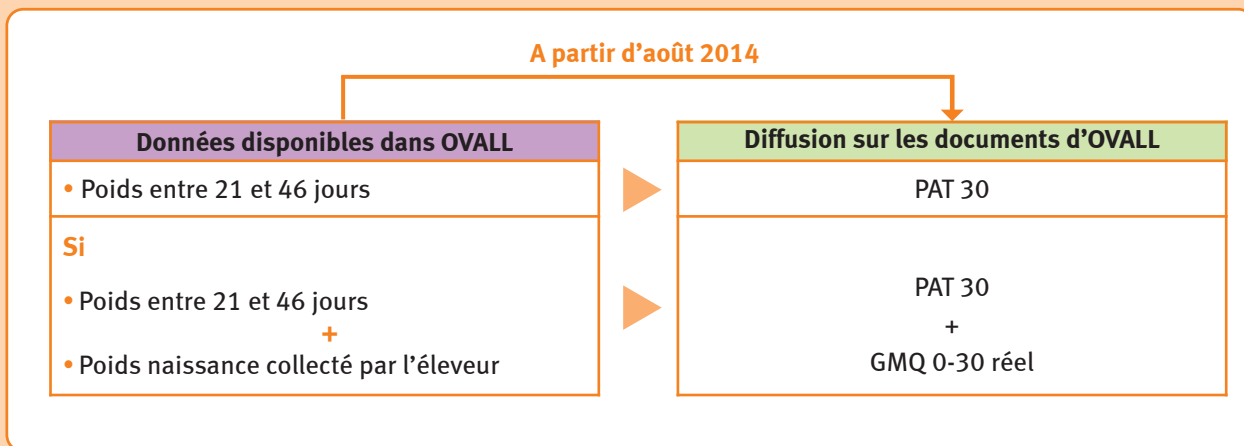 A partir d’août 2014
Données disponibles dans OVALL
Diffusion sur les documents d’OVALL
• Poids entre 21 et 46 jours
PAT 30
Si
• Poids entre 21 et 46 jours
+
• Poids naissance collecté par l’éleveur
PAT 30
+
GMQ 0-30 réel